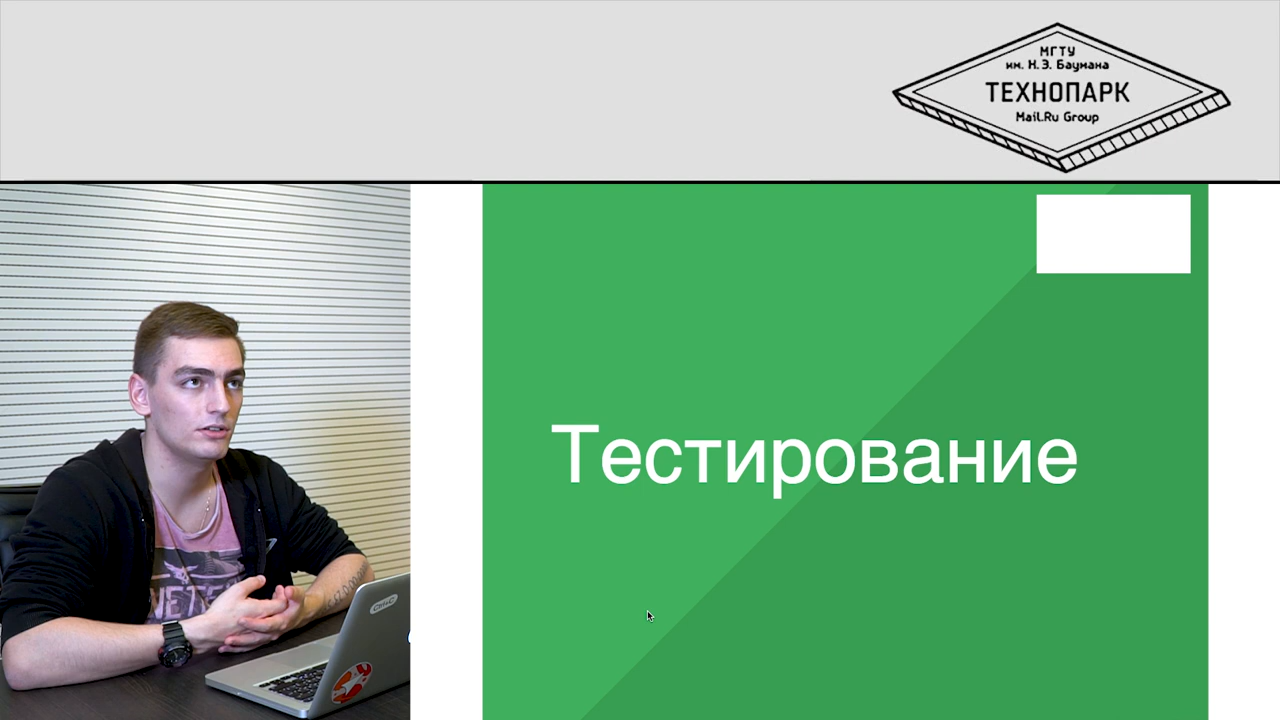 МГТУ
им. Н.Э. Баумана
ТЕХНОПАРК
Mail.Ru Group
Тестирование